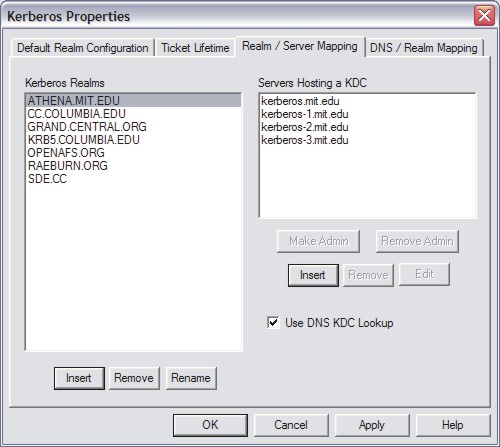 Kerberos Properties
Default Realm Configuration Ticket Lifetime Realm / Server Mapping DNS / Realm Mapping
Kerberos Realms
ATHENA.MIT.EDU
CC.COLUMBIA.EDU
GRAND.CENTRAL.ORG
KRB5.COLUMBIA.EDU
OPENAFS.ORG
RAEBURN.ORG
SDE.CC
Insert Remove Rename
Servers Hosting a KDC
kerberos.mit.edu
kerberos-1.mit.edu
kerberos-2.mit.edu
kerberos-3.mit.edu
Make Admin Remove Admin
Insert Remove Edit
Use DNS KDC Lookup
OK Cancel Apply Help